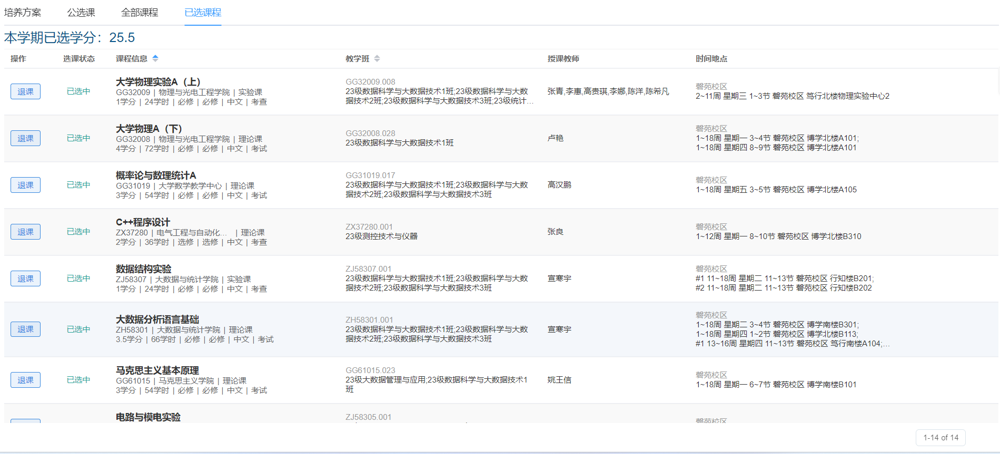 培养方案 公选课 全部课程 已选课程
本学期已选学分：25.5
操作 选课状态 课程信息 教学班 授课教师 时间地点
退课 已选中
大学物理实验A（上）
GG32009 | 物理与光电工程学院 | 实验课
1学分 | 24学时 | 必修 | 必修 | 中文 | 考查
GG32009.008
23级数据科学与大数据技术1班;23级数据科学与大数
据技术2班;23级数据科学与大数据技术3班;23级统计...
张青,李惠,高贵琪,李娜,陈洋,陈希凡
磬苑校区
2~11周 星期三 1~3节 磬苑校区 笃行北楼物理实验中心2
退课 已选中
大学物理A（下）
GG32008 | 物理与光电工程学院 | 理论课
4学分 | 72学时 | 必修 | 必修 | 中文 | 考试
GG32008.028
23级数据科学与大数据技术1班
卢艳
磬苑校区
1~18周 星期一 3~4节 磬苑校区 博学北楼A101;
1~18周 星期四 8~9节 磬苑校区 博学北楼A101
退课 已选中
概率论与数理统计A
GG31019 | 大学数学教学中心 | 理论课
3学分 | 54学时 | 必修 | 必修 | 中文 | 考试
GG31019.017
23级数据科学与大数据技术1班;23级数据科学与大数
据技术2班;23级数据科学与大数据技术3班
高汉鹏
磬苑校区
1~18周 星期五 3~5节 磬苑校区 博学北楼A105
退课 已选中
C++程序设计
ZX37280 | 电气工程与自动化... | 理论课
2学分 | 36学时 | 选修 | 选修 | 中文 | 考查
ZX37280.001
23级测控技术与仪器
张良
磬苑校区
1~12周 星期一 8~10节 磬苑校区 博学北楼B310
退课 已选中
数据结构实验
ZJ58307 | 大数据与统计学院 | 实验课
1学分 | 24学时 | 必修 | 必修 | 中文 | 考查
ZJ58307.001
23级数据科学与大数据技术1班;23级数据科学与大数
据技术2班;23级数据科学与大数据技术3班
宣寒宇
磬苑校区
#1 11~18周 星期二 11~13节 磬苑校区 行知楼B201;
#2 11~18周 星期二 11~13节 磬苑校区 行知楼B202
退课 已选中
大数据分析语言基础
ZH58301 | 大数据与统计学院 | 理论课
3.5学分 | 66学时 | 必修 | 必修 | 中文 | 考试
ZH58301.001
23级数据科学与大数据技术1班;23级数据科学与大数
据技术2班;23级数据科学与大数据技术3班
宣寒宇
磬苑校区
1~18周 星期二 3~4节 磬苑校区 博学南楼B301;
1~18周 星期四 1~2节 磬苑校区 博学北楼B113;
#1 13~16周 星期四 11~13节 磬苑校区 笃行南楼A104;...
退课 已选中
马克思主义基本原理
GG61015 | 马克思主义学院 | 理论课
3学分 | 54学时 | 必修 | 必修 | 中文 | 考试
GG61015.023
23级大数据管理与应用;23级数据科学与大数据技术1
班
姚王信
磬苑校区
1~18周 星期一 6~7节 磬苑校区 博学南楼B101
电路与模电实验
ZJ58305.001
磬苑校区
1-14 of 14